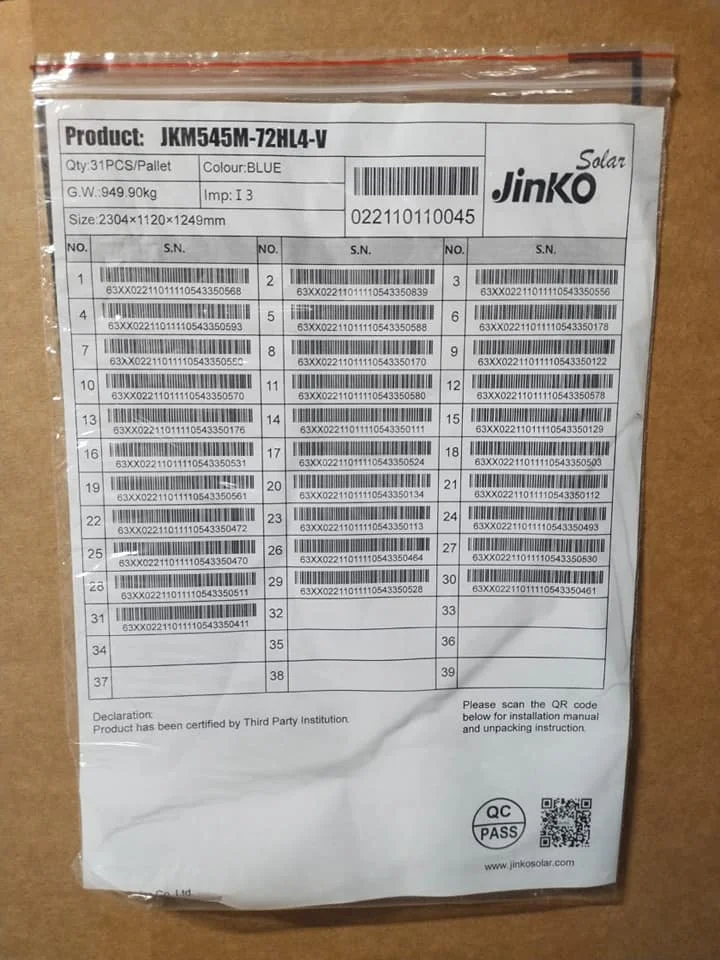 Product: JKM545M-72HL4-V
Qty:31PCS/Pallet Colour:BLUE
G.W.:949.90kg Imp:I 3
Size:2304×1120×1249mm
022110110045
Solar
JinKO
NO. S.N. NO. S.N. NO. S.N.
1 63XX02211011110543350568 2 63XX02211011110543350839 3 63XX02211011110543350556
4 63XX02211011110543350593 5 63XX02211011110543350588 6 63XX02211011110543350178
7 8 63XX02211011110543350170 9 63XX02211011110543350122
10 63XX02211011110543350570 11 63XX02211011110543350580 12 63XX02211011110543350578
13 63XX02211011110543350176 14 63XX02211011110543350111 15 63XX02211011110543350129
16 63XX02211011110543350531 17 63XX02211011110543350524 18 63XX02211011110543350503
19 63XX02211011110543350561 20 63XX02211011110543350134 21 63XX02211011110543350112
22 63XX02211011110543350472 23 63XX02211011110543350113 24 63XX02211011110543350493
25 63XX02211011110543350470 26 63XX02211011110543350464 27 63XX02211011110543350530
28 63XX02211011110543350511 29 63XX02211011110543350528 30 63XX02211011110543350461
31 63XX02211011110543350411 32 33
34 35 36
37 38 39
Declaration:
Product has been certified by Third Party Institution.
Please scan the QR code
below for installation manual
and unpacking instruction.
QC
PASS
www.jinkosolar.com
Co. Ltd.